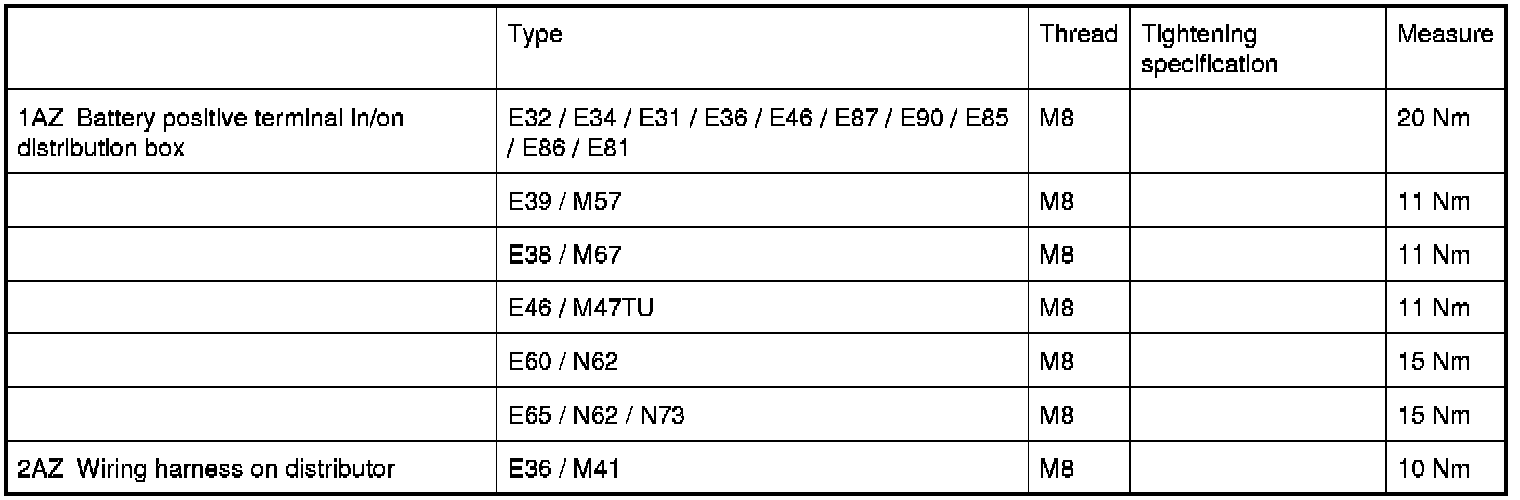 Type Thread Tightening Measure
specification
1AZ Battery positive terminal in/on E32 / E34 / E31 / E36 / E46 / E87 / E90 / E85 M8 20 Nm
distribution box / E86 / E81
E39 / M57 M8 11 Nm
E38 / M67 M8 11 Nm
E46 / M47TU M8 11 Nm
E60 / N62 M8 15 Nm
E65 / N62 / N73 M8 15 Nm
2AZ Wiring harness on distributor E36 / M41 M8 10 Nm